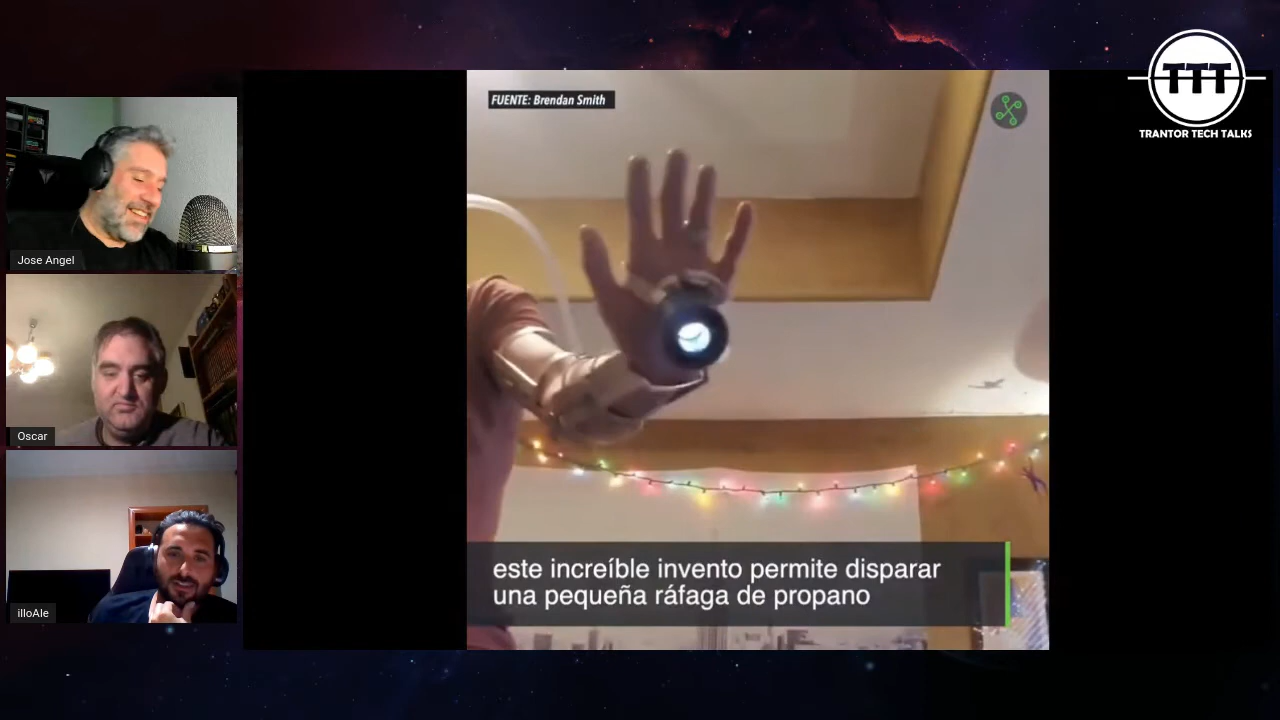 TTT
TRANTOR TECH TALKS
FUENTE: Brendan Smith
Jose Angel
Oscar
illoAle
este increíble invento permite disparar
una pequeña ráfaga de propano